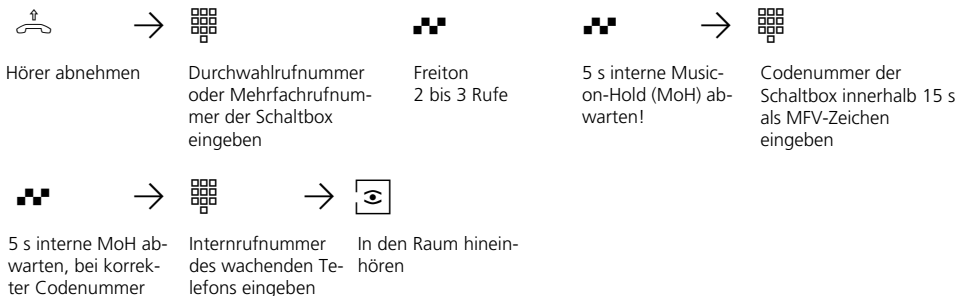 Hörer abnehmen
Durchwahlrufnummer
oder Mehrfachrufnum-
mer der Schaltbox
eingeben
Freiton
2 bis 3 Rufe
5 s interne Music-
on-Hold (MoH) ab-
warten!
Codenummer der
Schaltbox innerhalb 15 s
als MFV-Zeichen
eingeben
5 s interne MoH ab-
warten, bei korrek-
ter Codenummer
Internrufnummer
des wachenden Te-
lefons eingeben
In den Raum hinein-
hören